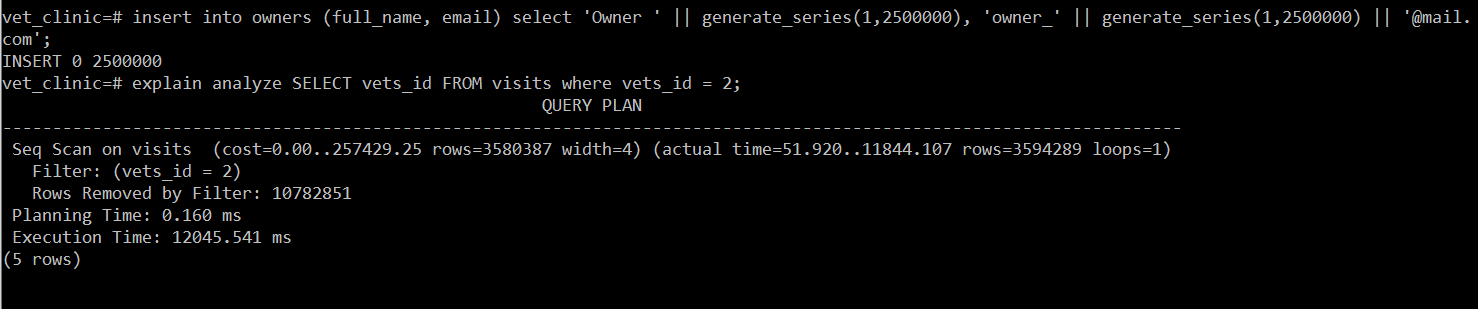 vet_clinic=# insert into owners (full_name, email) select 'Owner ' || generate_series(1,2500000), 'owner_' || generate_series(1,2500000) || '@mail.
com';
INSERT 0 2500000
vet_clinic=# explain analyze SELECT vets_id FROM visits where vets_id = 2;
QUERY PLAN
----------------------------------------------------------------------------------------------------------------------
Seq Scan on visits  (cost=0.00..257429.25 rows=3580387 width=4) (actual time=51.920..11844.107 rows=3594289 loops=1)
Filter: (vets_id = 2)
Rows Removed by Filter: 10782851
Planning Time: 0.160 ms
Execution Time: 12045.541 ms
(5 rows)